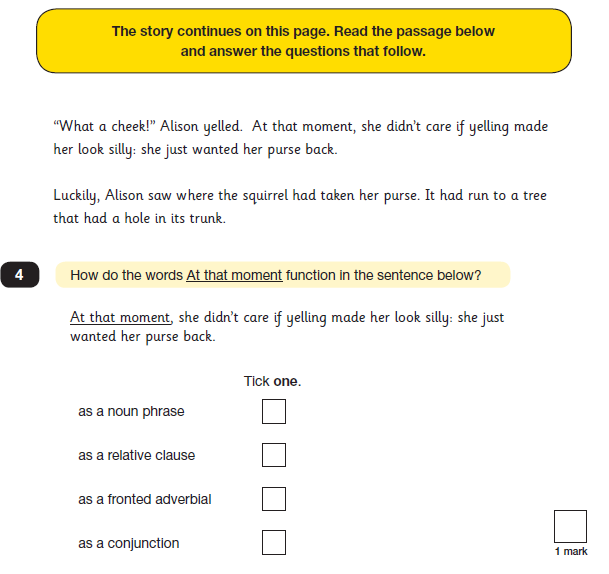 The story continues on this page. Read the passage below
and answer the questions that follow.
“What a cheek!” Alison yelled.  At that moment, she didn’t care if yelling made
her look silly: she just wanted her purse back.
Luckily, Alison saw where the squirrel had taken her purse. It had run to a tree
that had a hole in its trunk.
4 How do the words At that moment function in the sentence below?
At that moment, she didn’t care if yelling made her look silly: she just
wanted her purse back.
Tick one.
as a noun phrase
as a relative clause
as a fronted adverbial
as a conjunction
1 mark